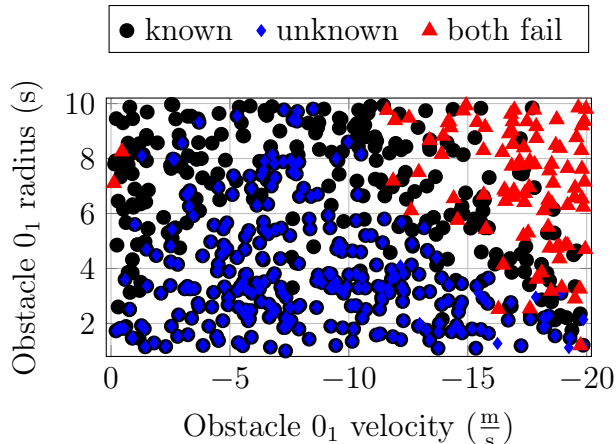 known unknown both fail
10
8
6
4
2
0 −5 −10 −15 −20
Obstacle 0₁ radius (s)
Obstacle 0₁ velocity (m/s)